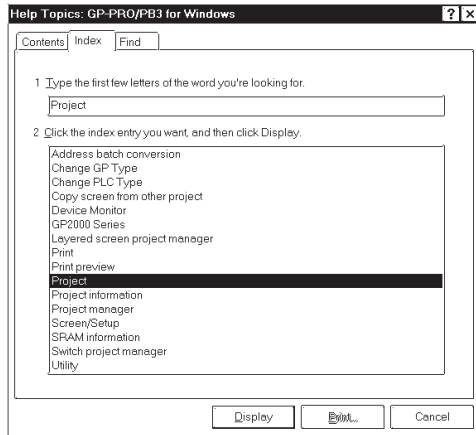 Help Topics: GP-PRO/PB3 for Windows ? ×
Contents Index Find
1 Type the first few letters of the word you're looking for.
Project
2 Click the index entry you want, and then click Display.
Address batch conversion
Change GP Type
Change PLC Type
Copy screen from other project
Device Monitor
GP2000 Series
Layered screen project manager
Print
Print preview
Project
Project information
Project manager
Screen/Setup
SRAM information
Switch project manager
Utility
Display Print... Cancel